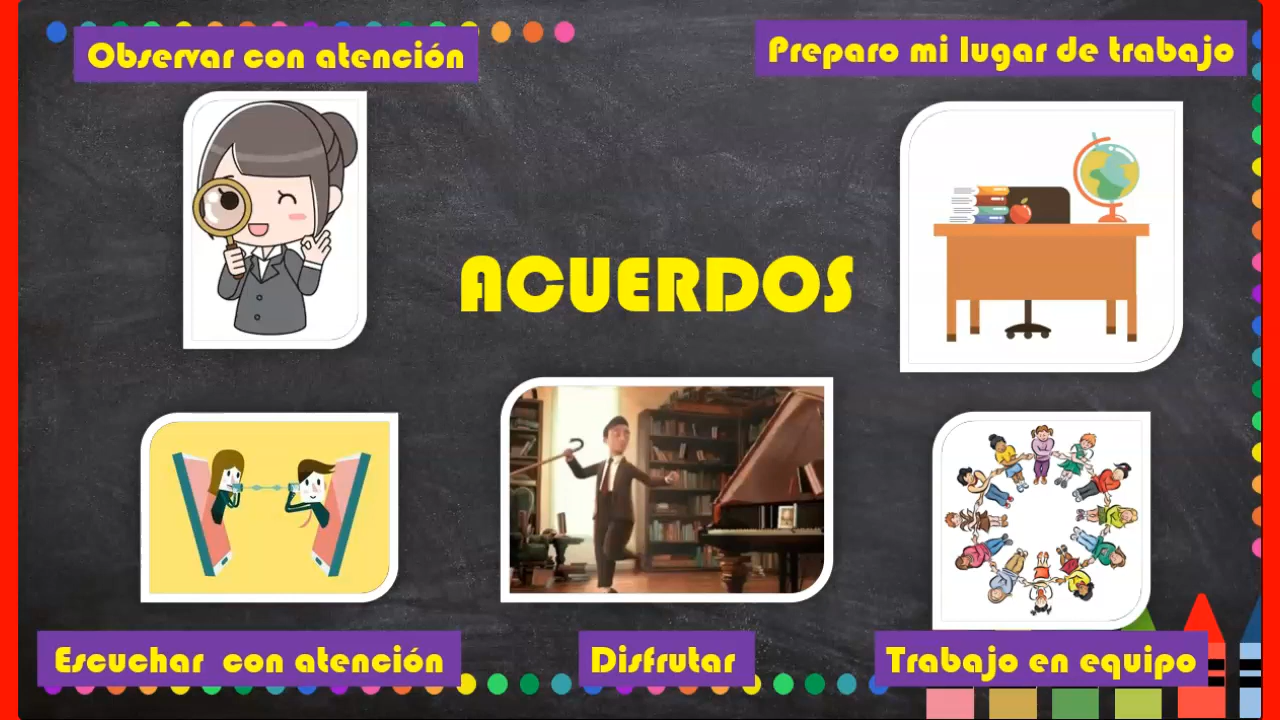 Observar con atención
Preparo mi lugar de trabajo
ACUERDOS
Escuchar con atención
Disfrutar
Trabajo en equipo